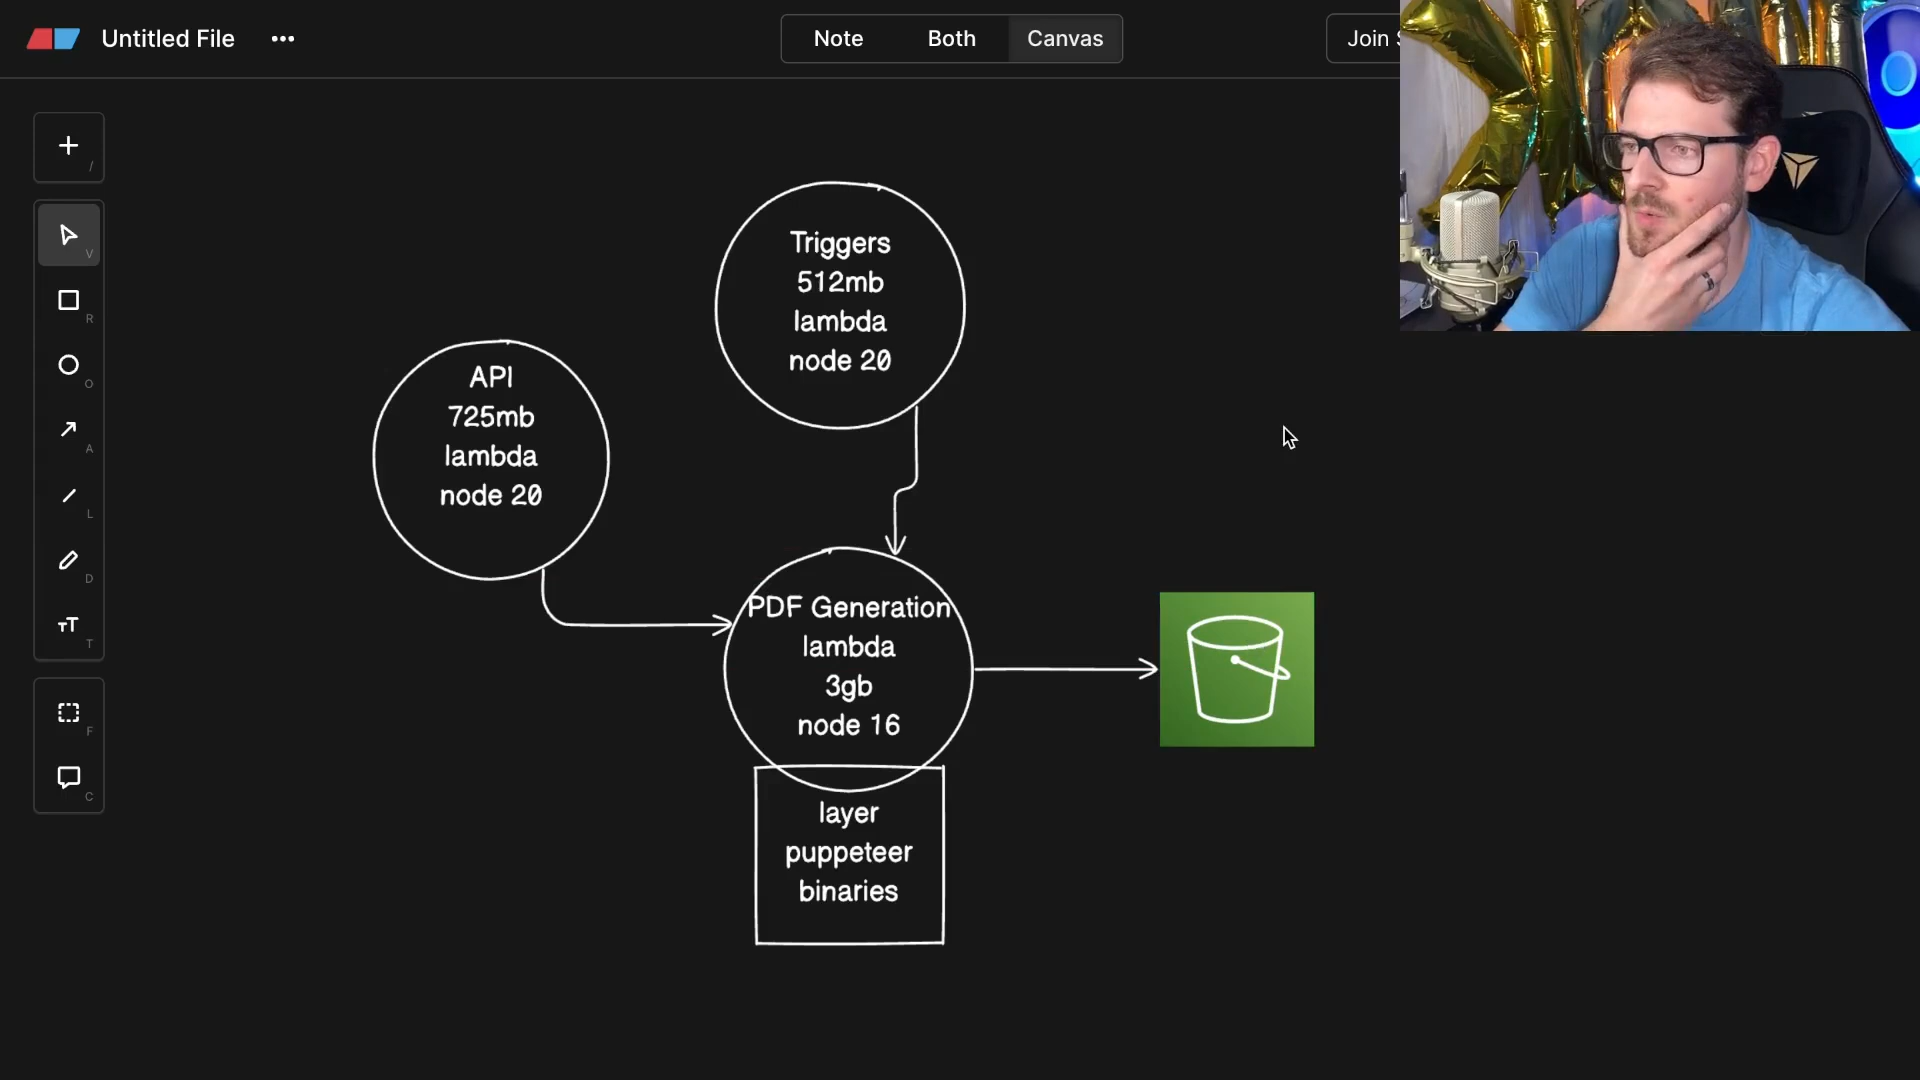 Untitled File
Note
Both
Canvas
Join
/
V
R
O
A
L
D
T
F
C
Triggers
512mb
lambda
node 20
API
725mb
lambda
node 20
PDF Generation
lambda
3gb
node 16
layer
puppeteer
binaries